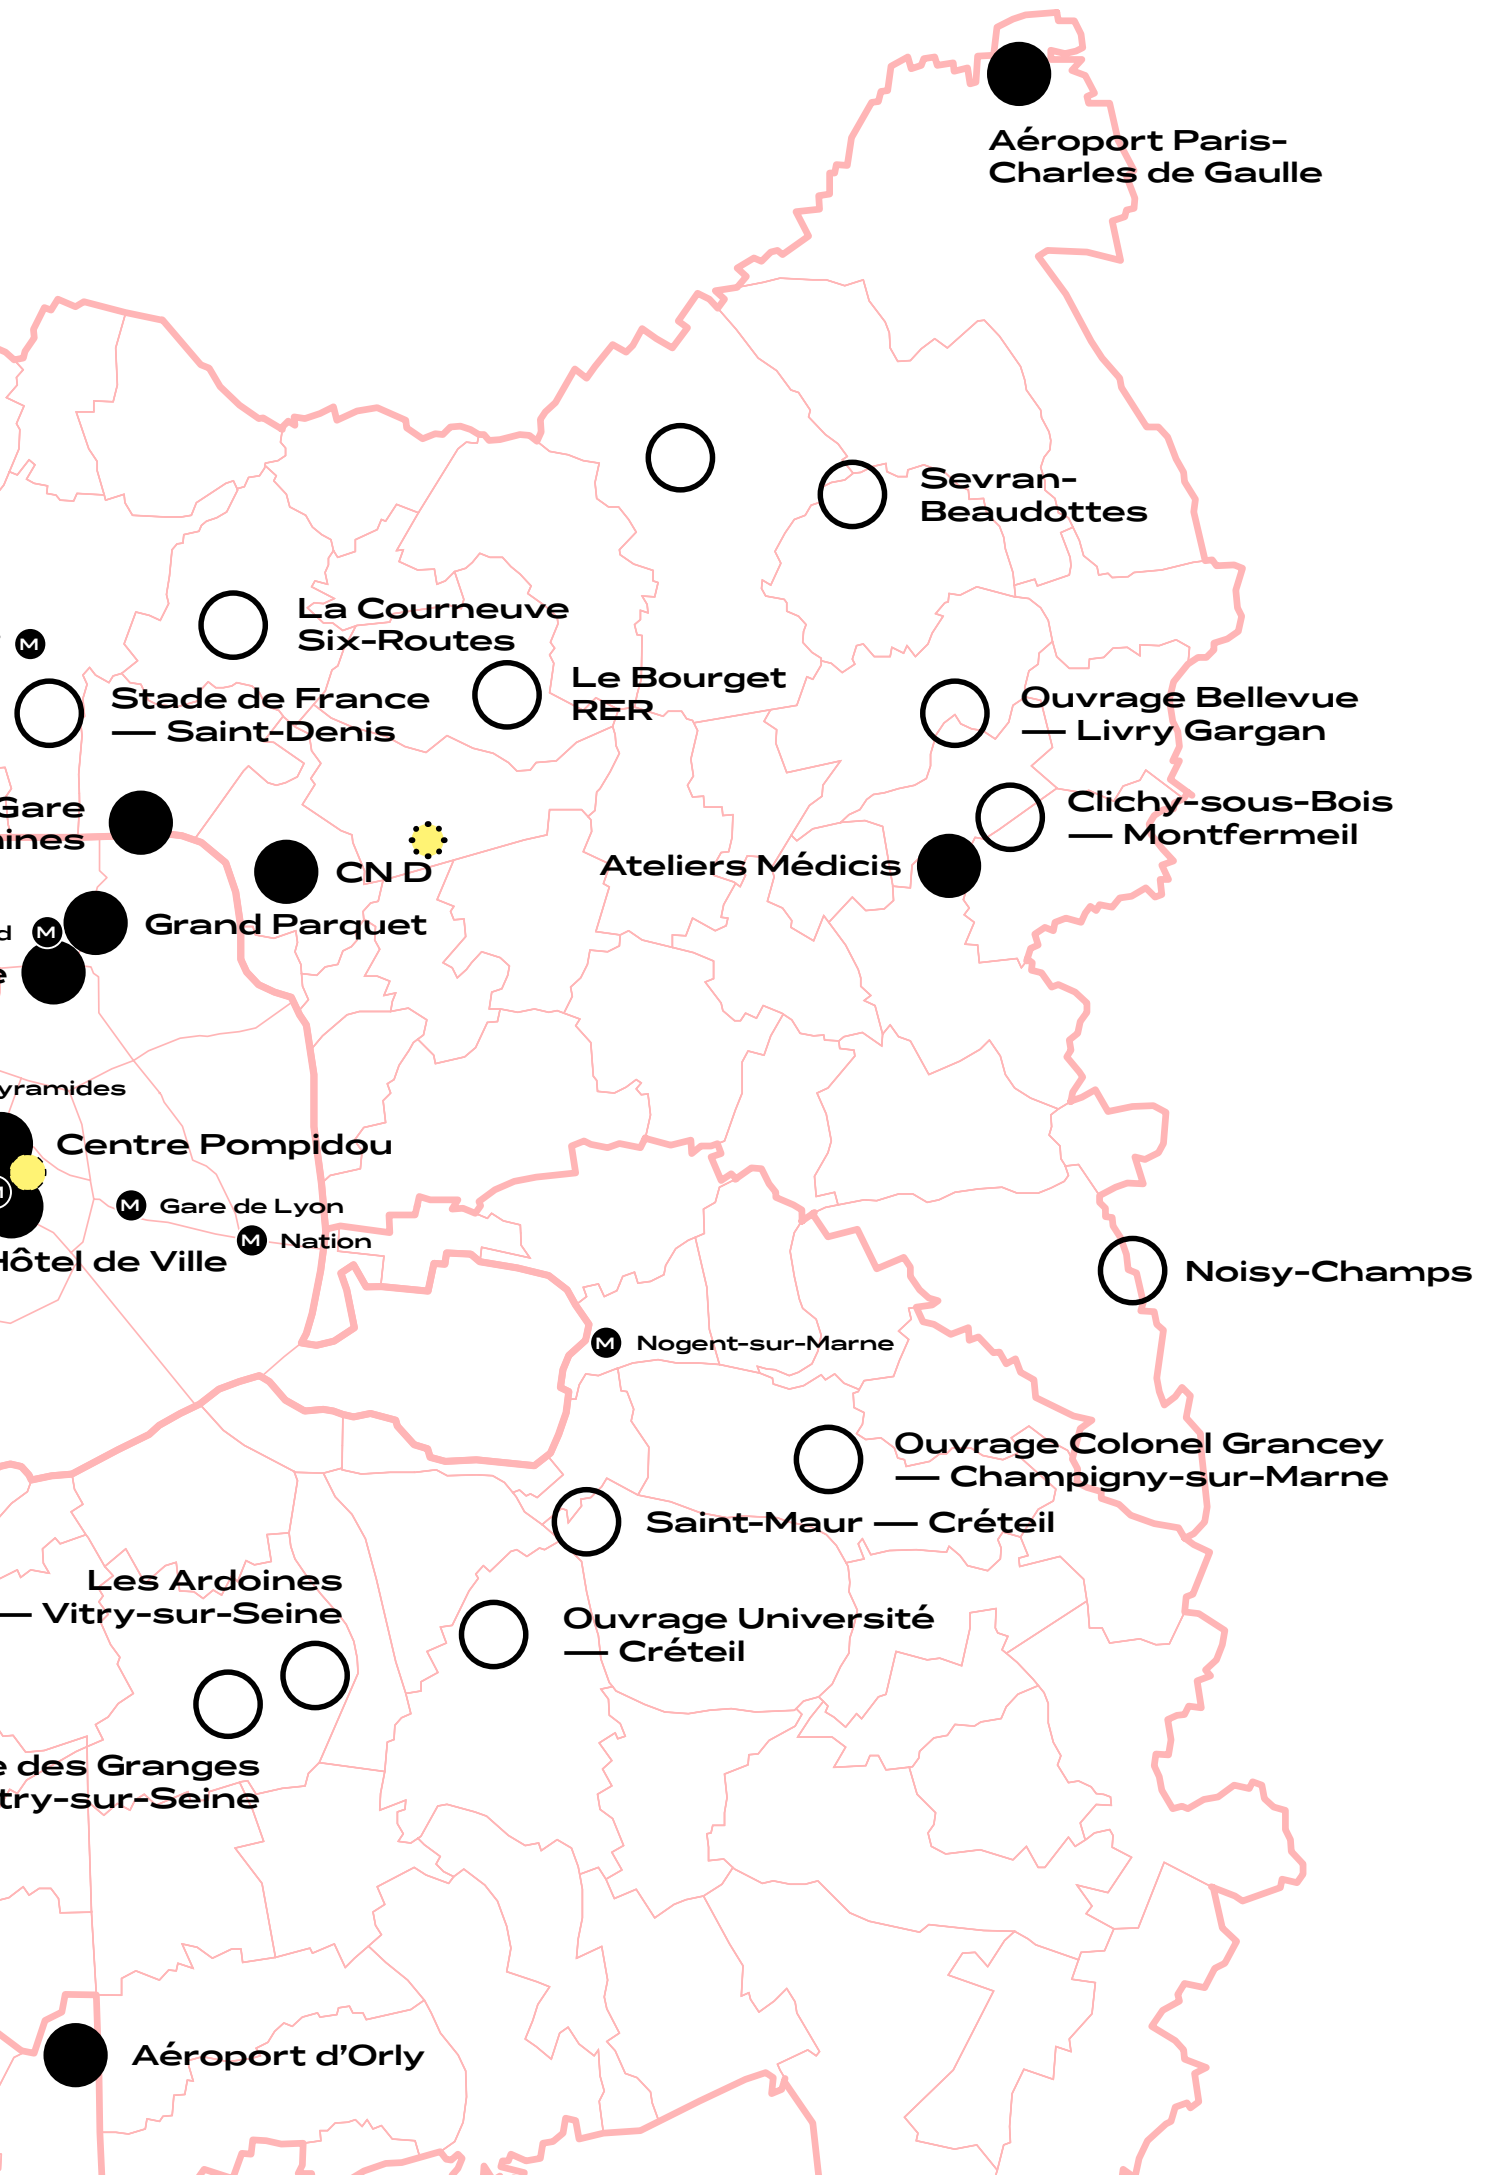 Aéroport Paris-
Charles de Gaulle
Sevran-
Beaudottes
La Courneuve
Six-Routes
M
Le Bourget
RER
Stade de France
— Saint-Denis
Ouvrage Bellevue
— Livry Gargan
Gare
Clichy-sous-Bois
— Montfermeil
Ateliers Médicis
CN D
Grand Parquet
M
yramides
Centre Pompidou
M
Gare de Lyon
M
Nation
Hôtel de Ville
Noisy-Champs
M
Nogent-sur-Marne
Ouvrage Colonel Grancey
— Champigny-sur-Marne
Saint-Maur — Créteil
Les Ardoines
— Vitry-sur-Seine
Ouvrage Université
— Créteil
des Granges
try-sur-Seine
Aéroport d’Orly